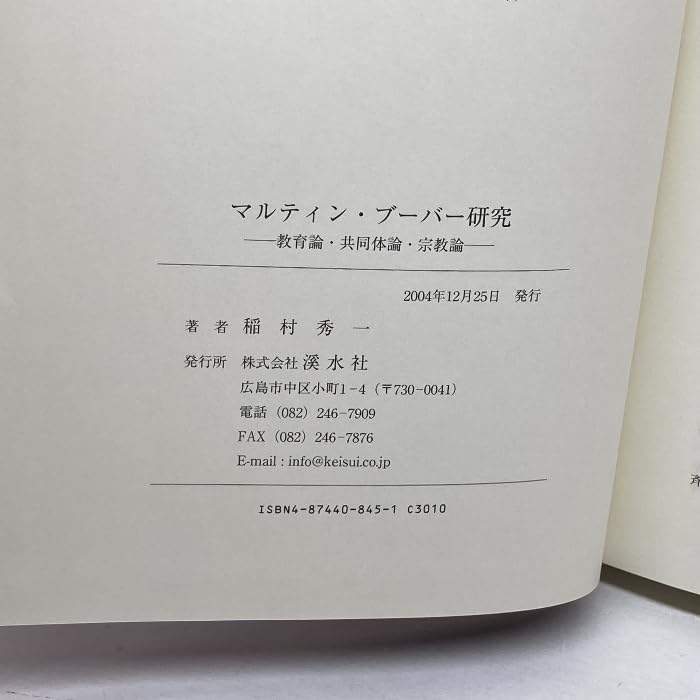 マルティン・ブーバー研究
──教育論・共同体論・宗教論──
2004年12月25日 発行
著者 稲村秀一
発行所 株式会社 溪水社
広島市中区小町1-4（〒730-0041）
電話（082）246-7909
FAX（082）246-7876
E-mail : info@keisui.co.jp
ISBN4-87440-845-1 C3010